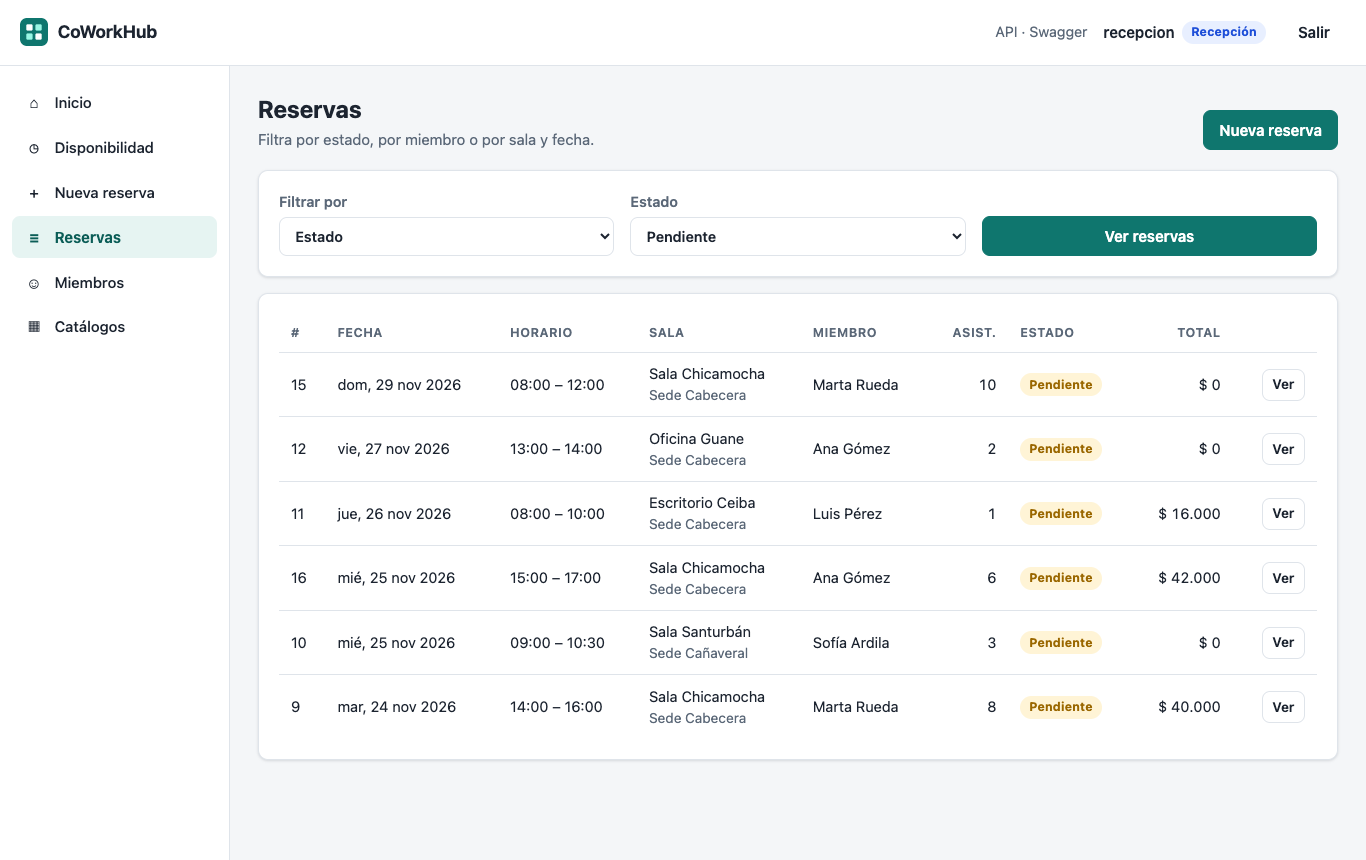 CoWorkHub
API · Swagger recepcion Recepción Salir
Inicio
Disponibilidad
Nueva reserva
Reservas
Miembros
Catálogos
Reservas
Filtra por estado, por miembro o por sala y fecha.
Nueva reserva
Filtrar por Estado
Estado Pendiente Ver reservas
# FECHA HORARIO SALA MIEMBRO ASIST. ESTADO TOTAL
15 dom, 29 nov 2026 08:00 – 12:00 Sala Chicamocha Marta Rueda 10 Pendiente $ 0 Ver
Sede Cabecera
12 vie, 27 nov 2026 13:00 – 14:00 Oficina Guane Ana Gómez 2 Pendiente $ 0 Ver
Sede Cabecera
11 jue, 26 nov 2026 08:00 – 10:00 Escritorio Ceiba Luis Pérez 1 Pendiente $ 16.000 Ver
Sede Cabecera
16 mié, 25 nov 2026 15:00 – 17:00 Sala Chicamocha Ana Gómez 6 Pendiente $ 42.000 Ver
Sede Cabecera
10 mié, 25 nov 2026 09:00 – 10:30 Sala Santurbán Sofía Ardila 3 Pendiente $ 0 Ver
Sede Cañaveral
9 mar, 24 nov 2026 14:00 – 16:00 Sala Chicamocha Marta Rueda 8 Pendiente $ 40.000 Ver
Sede Cabecera